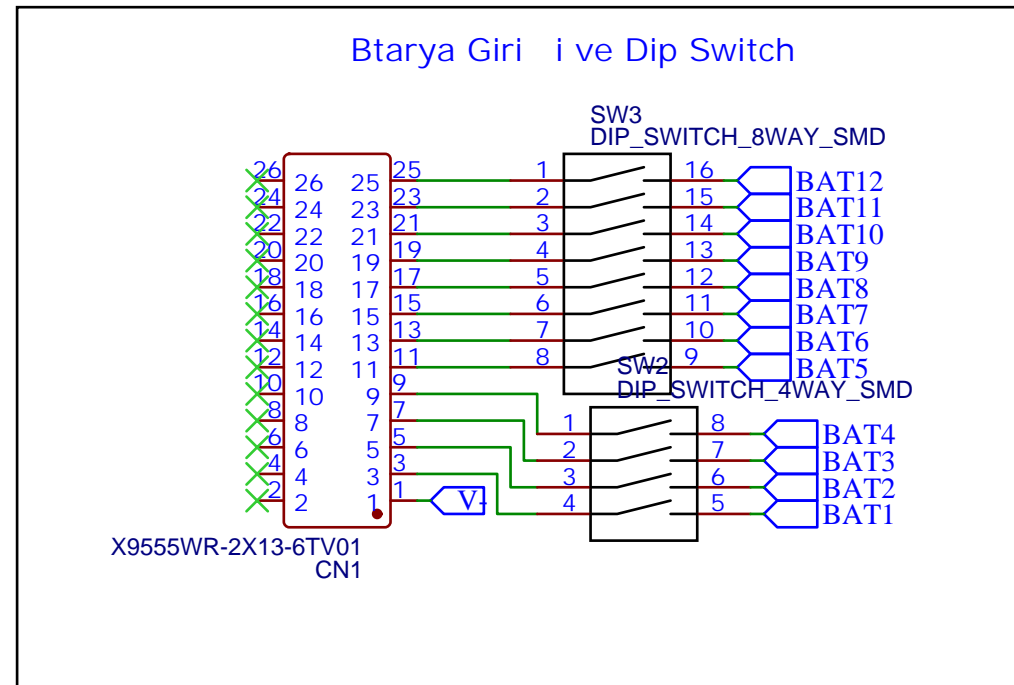 Btarya Giri i ve Dip Switch
SW3
DIP_SWITCH_8WAY_SMD
26 26 25 25 1 16 BAT12
24 24 23 23 2 15 BAT11
22 22 21 21 3 14 BAT10
20 20 19 19 4 13 BAT9
18 18 17 17 5 12 BAT8
16 16 15 15 6 11 BAT7
14 14 13 13 7 10 BAT6
12 12 11 11 8 9 BAT5
SW2
DIP_SWITCH_4WAY_SMD
10 10 9 9
8 8 7 7 1 8 BAT4
6 6 5 5 2 7 BAT3
4 4 3 3 3 6 BAT2
2 2 1 1 V- 4 5 BAT1
X9555WR-2X13-6TV01
CN1